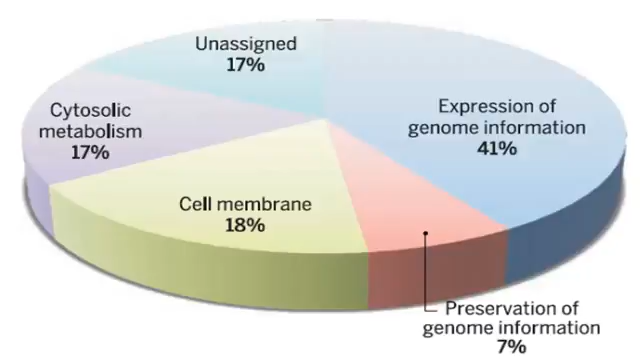 Unassigned
17%
Expression of
genome information
41%
Cytosolic
metabolism
17%
Cell membrane
18%
Preservation of
genome information
7%